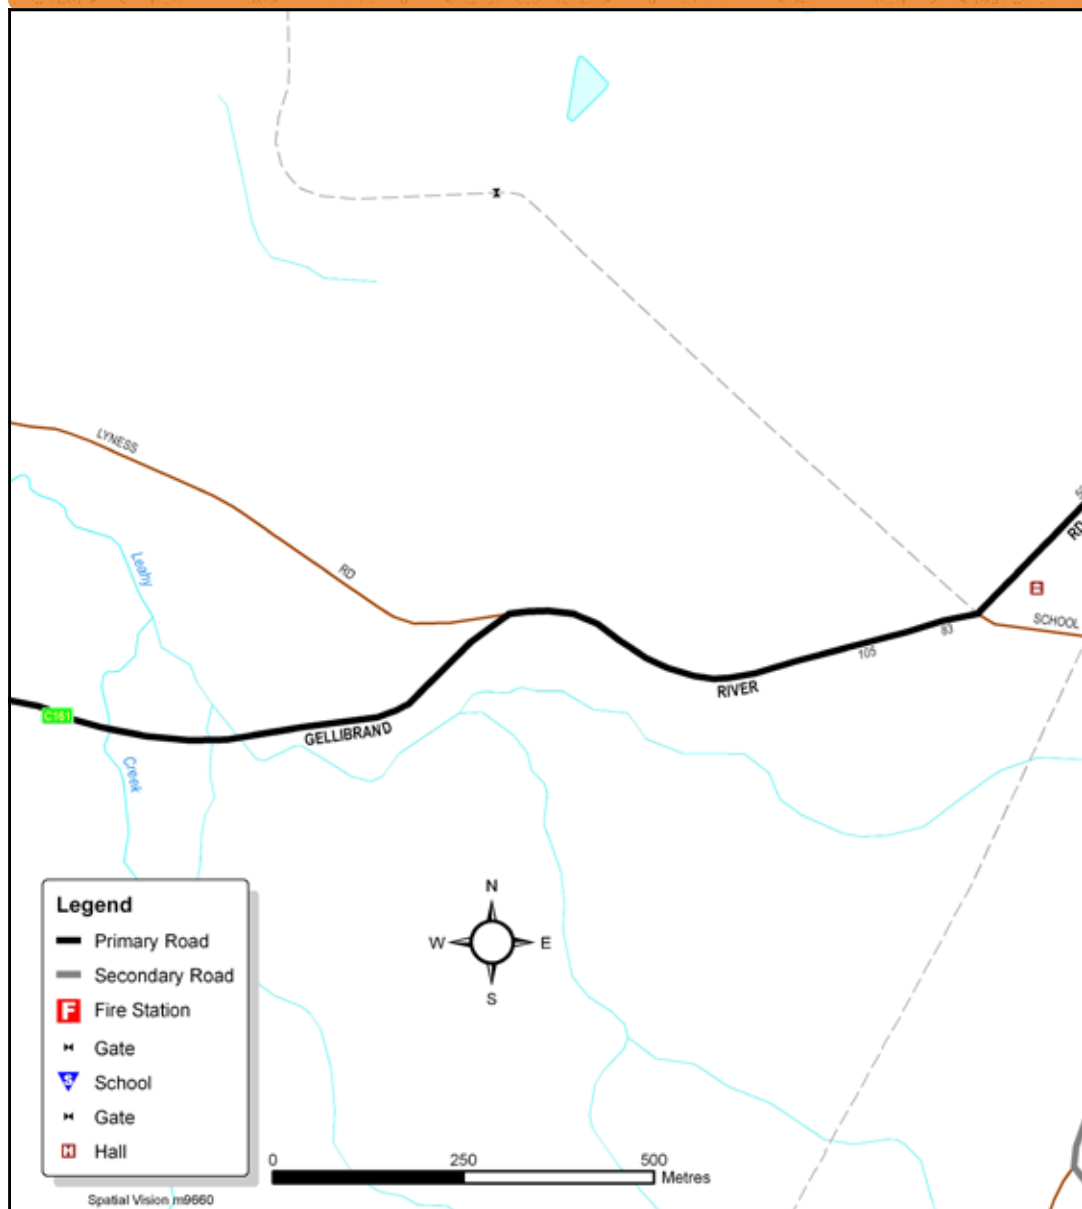 LYNESS
RD
Leahy
RD
SCHOOL
83
105
RIVER
C161
GELLIBRAND
Creek
N
W E
S
Legend
Primary Road
Secondary Road
F Fire Station
Gate
S School
Gate
H Hall
0 250 500
Metres
Spatial Vision m9660